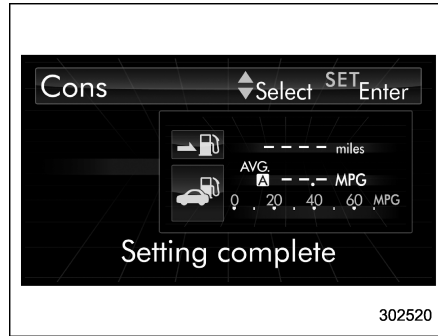 Cons Select SET Enter
----- miles
AVG.
A --.- MPG
0 20 40 60 MPG
Setting complete
302520